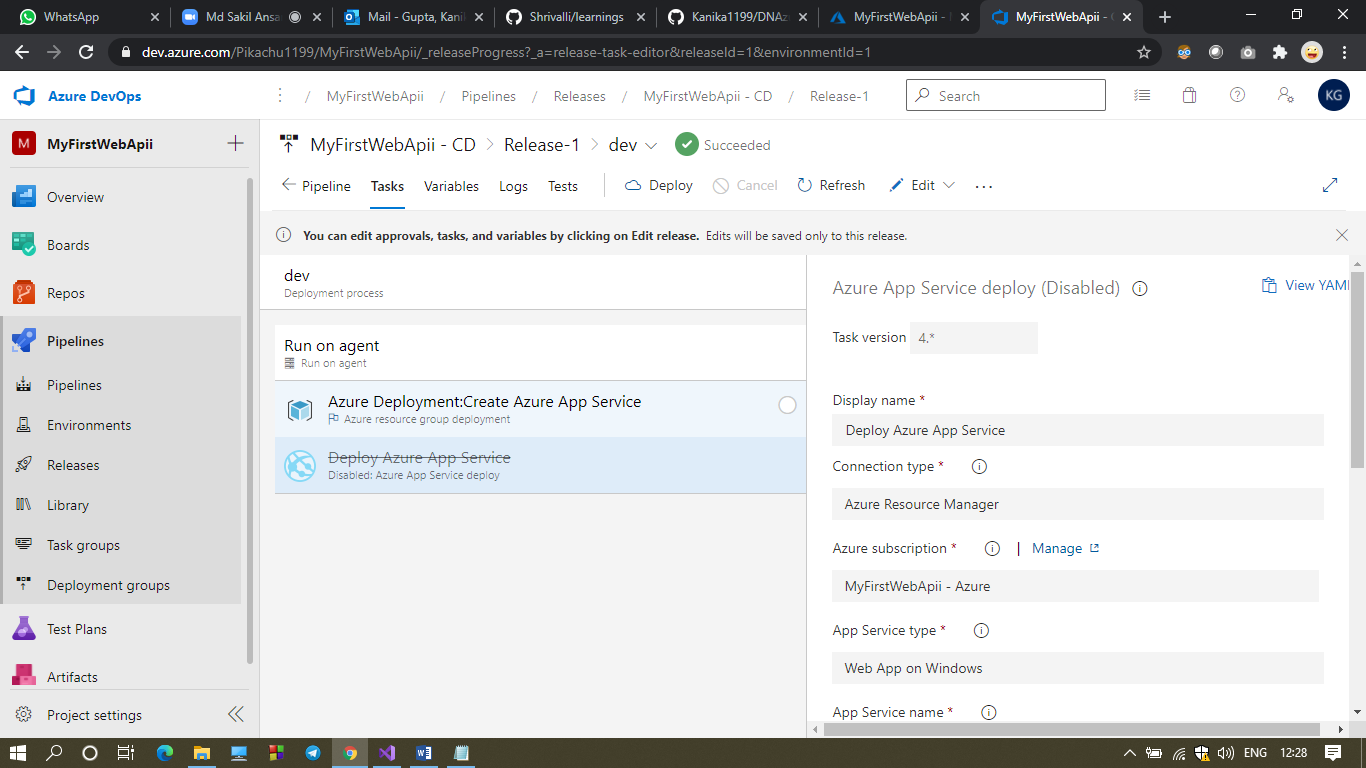 WhatsApp
Md Sakil Ansa
Mail - Gupta, Kani
Shrivalli/learnings
Kanika1199/DNAz
MyFirstWebApi -
MyFirstWebApii -
dev.azure.com/Pikachu1199/MyFirstWebApii/_releaseProgress?_a=release-task-editor&releaseId=1&environmentId=1
Azure DevOps
/ MyFirstWebApii / Pipelines / Releases / MyFirstWebApii - CD / Release-1
Search
KG
M MyFirstWebApii
Overview
Boards
Repos
Pipelines
Pipelines
Environments
Releases
Library
Task groups
Deployment groups
Test Plans
Artifacts
Project settings
MyFirstWebApii - CD > Release-1 > dev Succeeded
Pipeline Tasks Variables Logs Tests Deploy Cancel Refresh Edit
You can edit approvals, tasks, and variables by clicking on Edit release. Edits will be saved only to this release.
dev
Deployment process
Run on agent
Run on agent
Azure Deployment:Create Azure App Service
Azure resource group deployment
Deploy Azure App Service
Disabled: Azure App Service deploy
Azure App Service deploy (Disabled)
View YAM
Task version 4.*
Display name *
Deploy Azure App Service
Connection type *
Azure Resource Manager
Azure subscription * | Manage
MyFirstWebApii - Azure
App Service type *
Web App on Windows
App Service name *
ENG 12:28